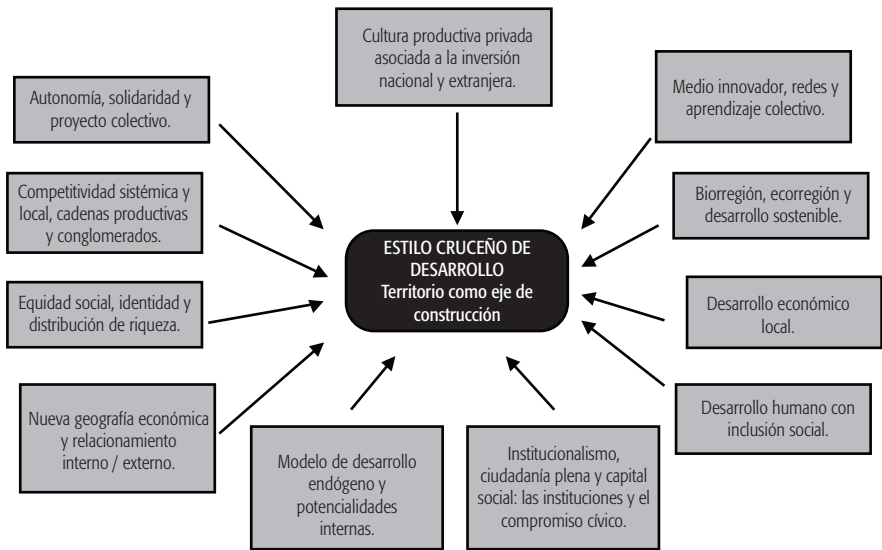 Cultura productiva privada
asociada a la inversión
nacional y extranjera.
Autonomía, solidaridad y
proyecto colectivo.
Medio innovador, redes y
aprendizaje colectivo.
Competitividad sistémica y
local, cadenas productivas
y conglomerados.
Biorregión, ecorregión y
desarrollo sostenible.
ESTILO CRUCEÑO DE
DESARROLLO
Territorio como eje de
construcción
Equidad social, identidad y
distribución de riqueza.
Desarrollo económico
local.
Nueva geografía económica
y relacionamiento
interno / externo.
Desarrollo humano con
inclusión social.
Modelo de desarrollo
endógeno y
potencialidades
internas.
Institucionalismo,
ciudadanía plena y capital
social: las instituciones y el
compromiso cívico.